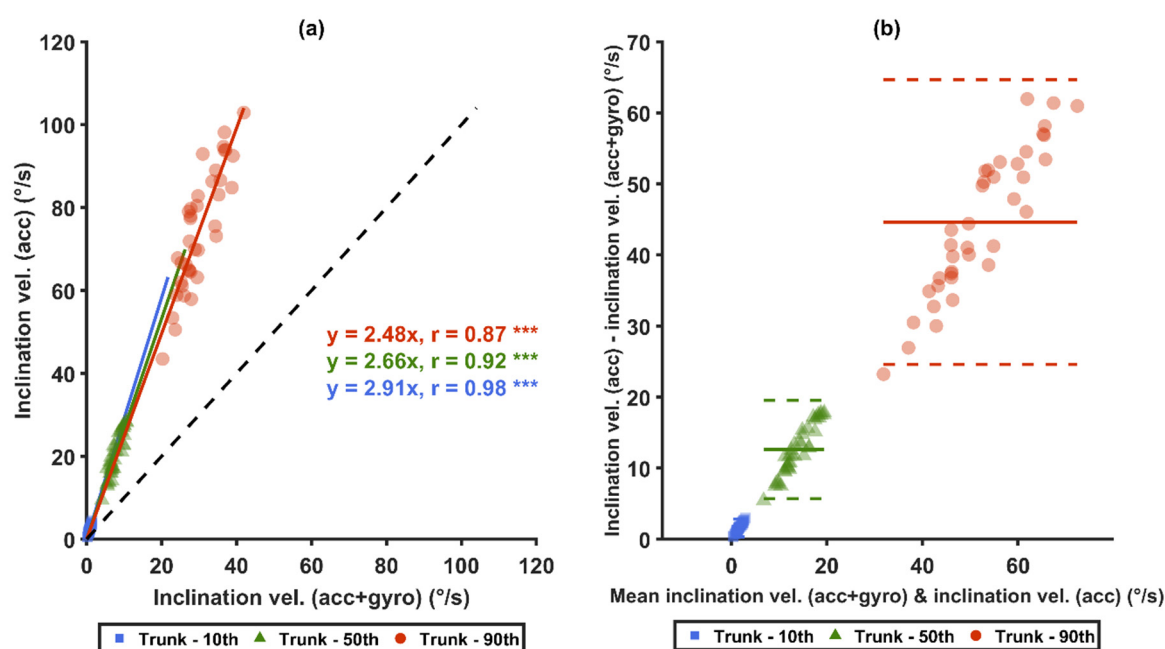 (a)
120
100
80
60
40
20
0
Inclination vel. (acc) (°/s)
y = 2.48x, r = 0.87 ***
y = 2.66x, r = 0.92 ***
y = 2.91x, r = 0.98 ***
0 20 40 60 80 100 120
Inclination vel. (acc+gyro) (°/s)
Trunk - 10th Trunk - 50th Trunk - 90th
(b)
70
60
50
40
30
20
10
0
Inclination vel. (acc) - inclination vel. (acc+gyro) (°/s)
0 20 40 60
Mean inclination vel. (acc+gyro) & inclination vel. (acc) (°/s)
Trunk - 10th Trunk - 50th Trunk - 90th